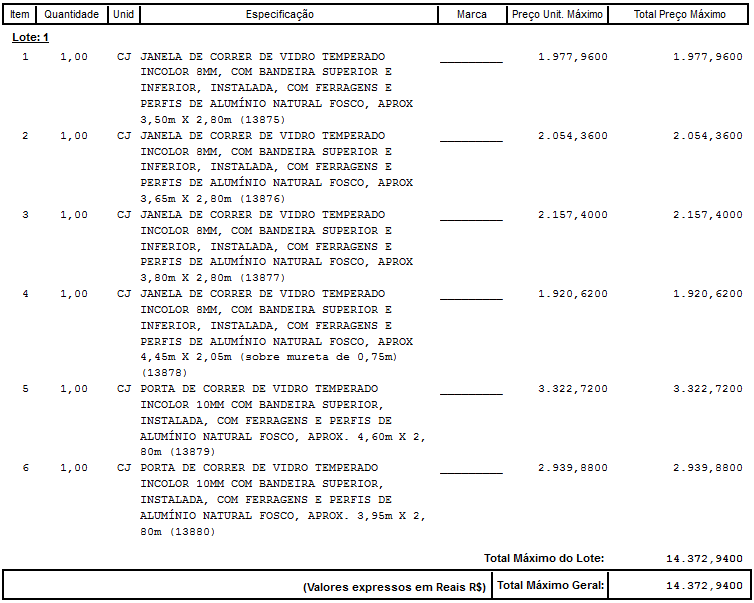 Item Quantidade Unid Especificação Marca Preço Unit. Máximo Total Preço Máximo
Lote: 1
1 1,00 CJ JANELA DE CORRER DE VIDRO TEMPERADO __________ 1.977,9600 1.977,9600
INCOLOR 8MM, COM BANDEIRA SUPERIOR E
INFERIOR, INSTALADA, COM FERRAGENS E
PERFIS DE ALUMÍNIO NATURAL FOSCO, APROX
3,50m X 2,80m (13875)
2 1,00 CJ JANELA DE CORRER DE VIDRO TEMPERADO __________ 2.054,3600 2.054,3600
INCOLOR 8MM, COM BANDEIRA SUPERIOR E
INFERIOR, INSTALADA, COM FERRAGENS E
PERFIS DE ALUMÍNIO NATURAL FOSCO, APROX
3,65m X 2,80m (13876)
3 1,00 CJ JANELA DE CORRER DE VIDRO TEMPERADO __________ 2.157,4000 2.157,4000
INCOLOR 8MM, COM BANDEIRA SUPERIOR E
INFERIOR, INSTALADA, COM FERRAGENS E
PERFIS DE ALUMÍNIO NATURAL FOSCO, APROX
3,80m X 2,80m (13877)
4 1,00 CJ JANELA DE CORRER DE VIDRO TEMPERADO __________ 1.920,6200 1.920,6200
INCOLOR 8MM, COM BANDEIRA SUPERIOR E
INFERIOR, INSTALADA, COM FERRAGENS E
PERFIS DE ALUMÍNIO NATURAL FOSCO, APROX
4,45m X 2,05m (sobre mureta de 0,75m)
(13878)
5 1,00 CJ PORTA DE CORRER DE VIDRO TEMPERADO __________ 3.322,7200 3.322,7200
INCOLOR 10MM COM BANDEIRA SUPERIOR,
INSTALADA, COM FERRAGENS E PERFIS DE
ALUMÍNIO NATURAL FOSCO, APROX. 4,60m X 2,
80m (13879)
6 1,00 CJ PORTA DE CORRER DE VIDRO TEMPERADO __________ 2.939,8800 2.939,8800
INCOLOR 10MM COM BANDEIRA SUPERIOR,
INSTALADA, COM FERRAGENS E PERFIS DE
ALUMÍNIO NATURAL FOSCO, APROX. 3,95m X 2,
80m (13880)
Total Máximo do Lote: 14.372,9400
(Valores expressos em Reais R$) Total Máximo Geral: 14.372,9400